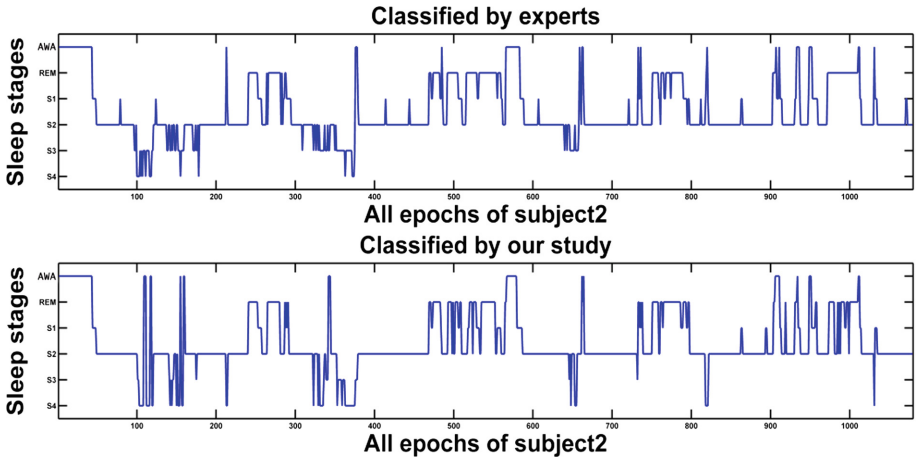 Classified by experts
Sleep stages
AWA
REM
S1
S2
S3
S4
100 200 300 400 500 600 700 800 900 1000
All epochs of subject2
Classified by our study
Sleep stages
AWA
REM
S1
S2
S3
S4
100 200 300 400 500 600 700 800 900 1000
All epochs of subject2